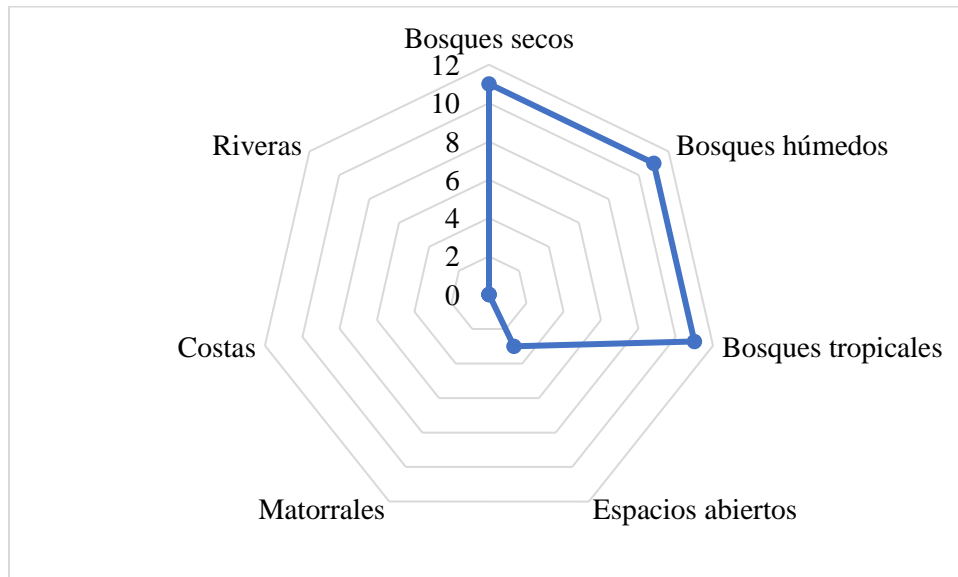 Bosques secos
12
10
8
6
4
2
0
Bosques húmedos
Bosques tropicales
Espacios abiertos
Matorrales
Costas
Riveras